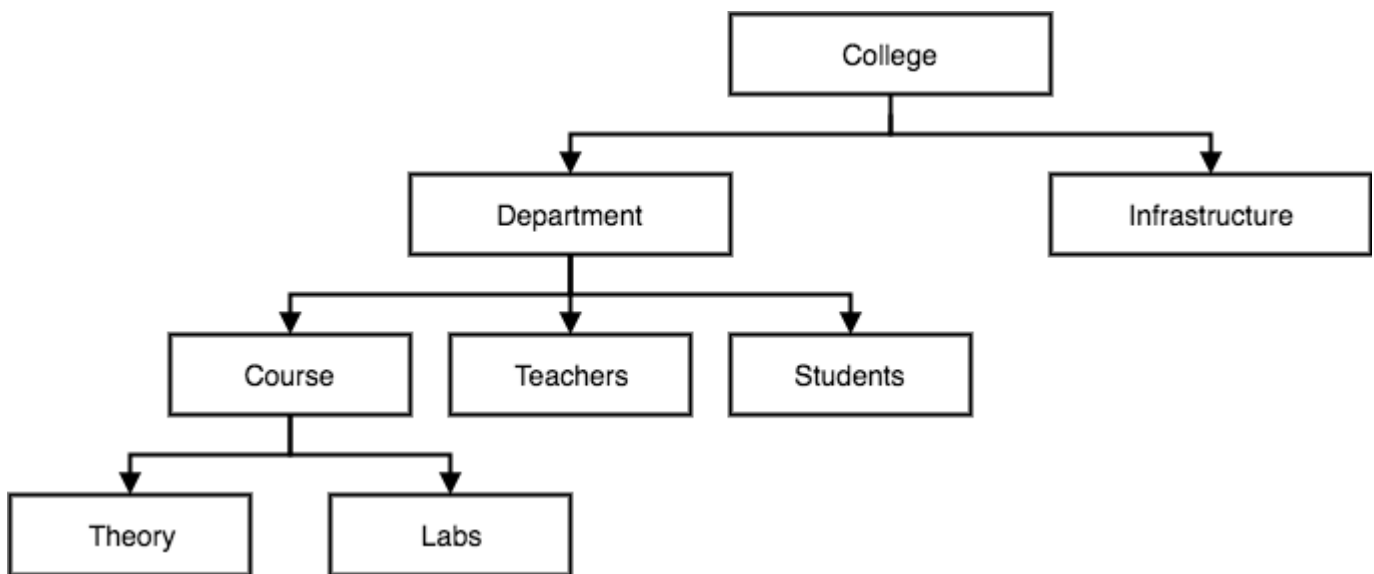 College
Department
Infrastructure
Course
Teachers
Students
Theory
Labs